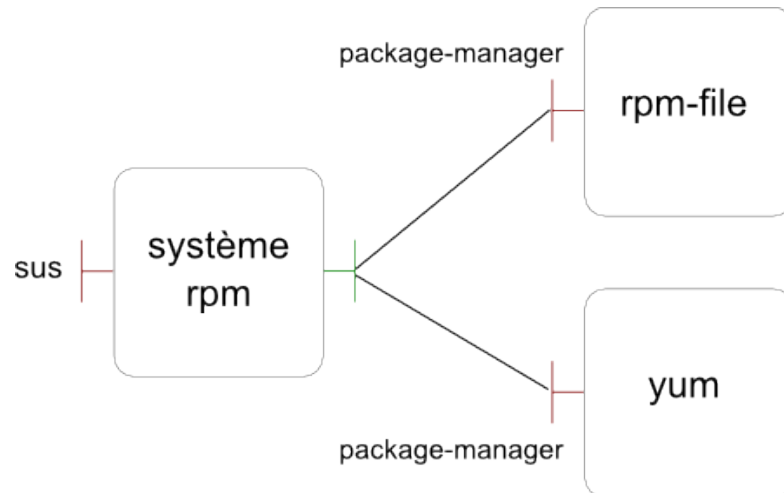 package-manager
rpm-file
sus
système
rpm
yum
package-manager